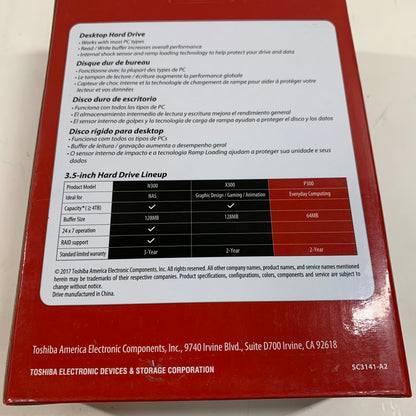 Desktop Hard Drive
• Works with most PC types
• Read / Write buffer increases overall performance
• Internal shock sensor and ramp loading technology to help protect your drive and data
Disque dur de bureau
• Fonctionne avec la plupart des types de PC
• Le tampon de lecture / écriture augmente la performance globale
• Capteur de choc interne et la technologie de chargement de rampe pour aider à protéger votre
lecteur et vos données
Disco duro de escritorio
• Funciona con todos los tipos de PC
• El almacenamiento intermedio de lectura y escritura mejora el rendimiento general
• El sensor interno de golpes y la tecnología de carga de rampa ayudan a proteger el disco y los datos
Disco rígido para desktop
• Funciona com todos os tipos de PC
• Buffer de leitura / gravação aumenta o desempenho geral
• O sensor interno de impacto e a tecnologia Ramp Loading ajudam a proteger sua unidade e seus
dados
3.5-inch Hard Drive Lineup
Product Model N300 X300 P300
Ideal for NAS Graphic Design / Gaming / Animation Everyday Computing
Capacity* (≥ 4TB) ✓ ✓
Buffer Size 128MB 128MB 64MB
24 x 7 operation ✓
RAID support ✓
Standard limited warranty 3-Year 2-Year 2-Year
© 2017 Toshiba America Electronic Components, Inc. All rights reserved. All other company names, product names, and service names mentioned
herein may be trademarks of their respective companies. Product specifications, configurations, colors, components and service are subject to
change without notice.
Drive manufactured in China.
Toshiba America Electronic Components, Inc., 9740 Irvine Blvd., Suite D700 Irvine, CA 92618
TOSHIBA ELECTRONIC DEVICES & STORAGE CORPORATION
SC3141-A2